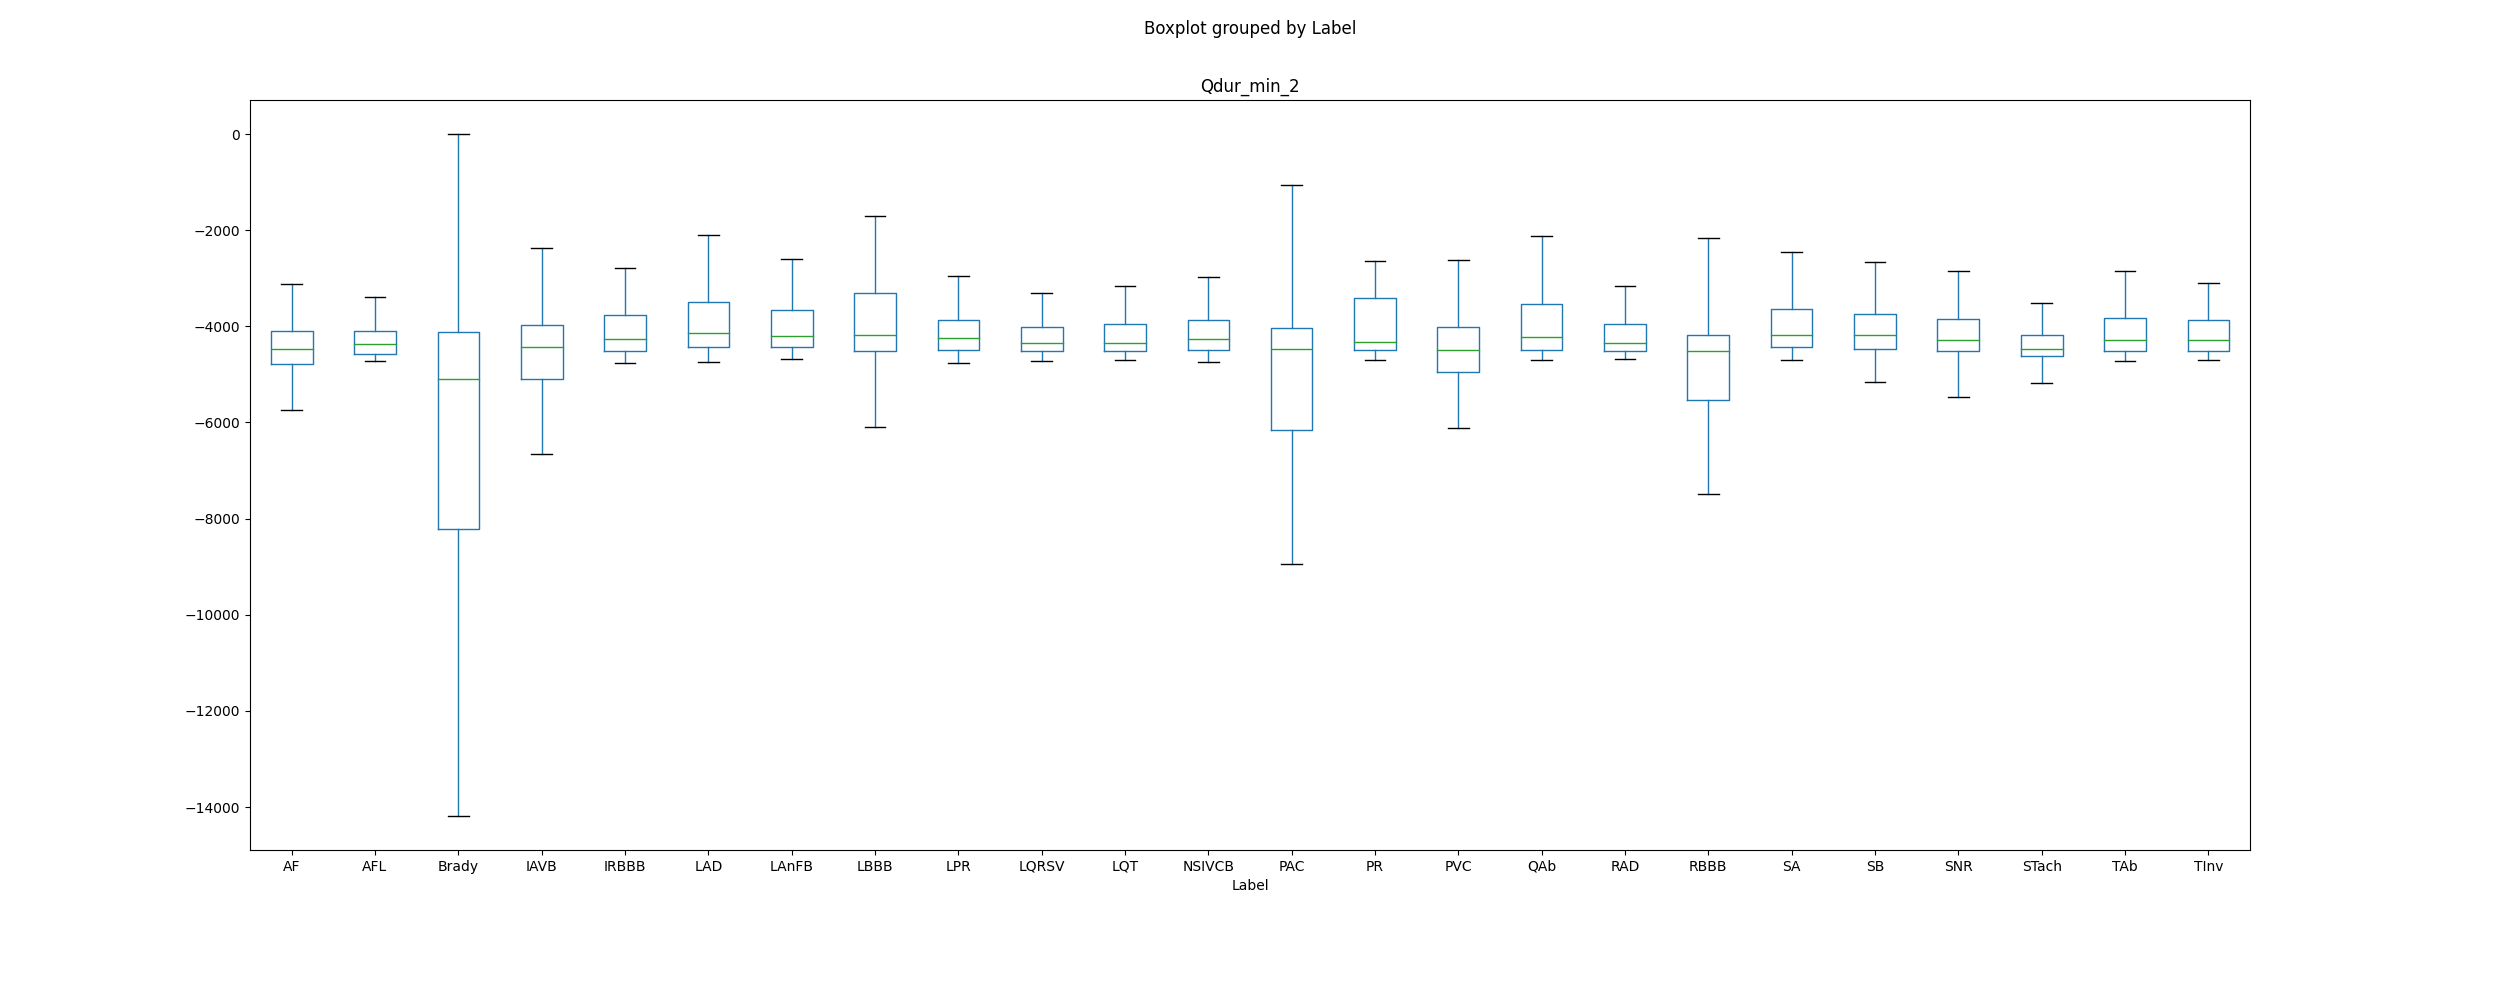 Boxplot grouped by Label
Qdur_min_2
0
−2000
−4000
−6000
−8000
−10000
−12000
−14000
AF AFL Brady IAVB IRBBB LAD LAnFB LBBB LPR LQRSV LQT NSIVCB PAC PR PVC QAb RAD RBBB SA SB SNR STach TAb TInv
Label